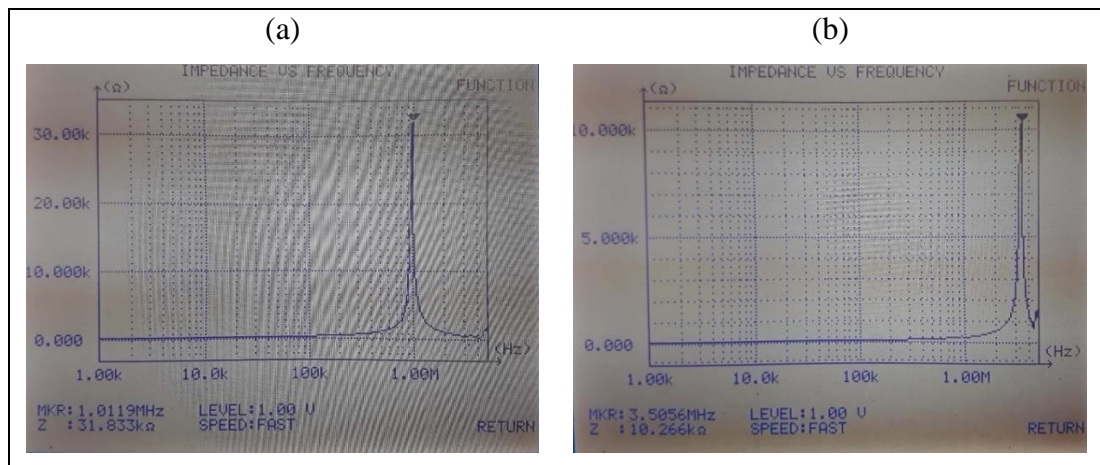 (a)
IMPEDANCE VS FREQUENCY
FUNCTION
(Ω)
30.00k
20.00k
10.000k
0.000
(Hz)
1.00k 10.0k 100k 1.00M
MKR:1.0119MHz LEVEL:1.00 V
Z :31.833kΩ SPEED:FAST RETURN
(b)
IMPEDANCE VS FREQUENCY
FUNCTION
(Ω)
10.000k
5.000k
0.000
(Hz)
1.00k 10.0k 100k 1.00M
MKR:3.5056MHz LEVEL:1.00 V
Z :10.266kΩ SPEED:FAST RETURN